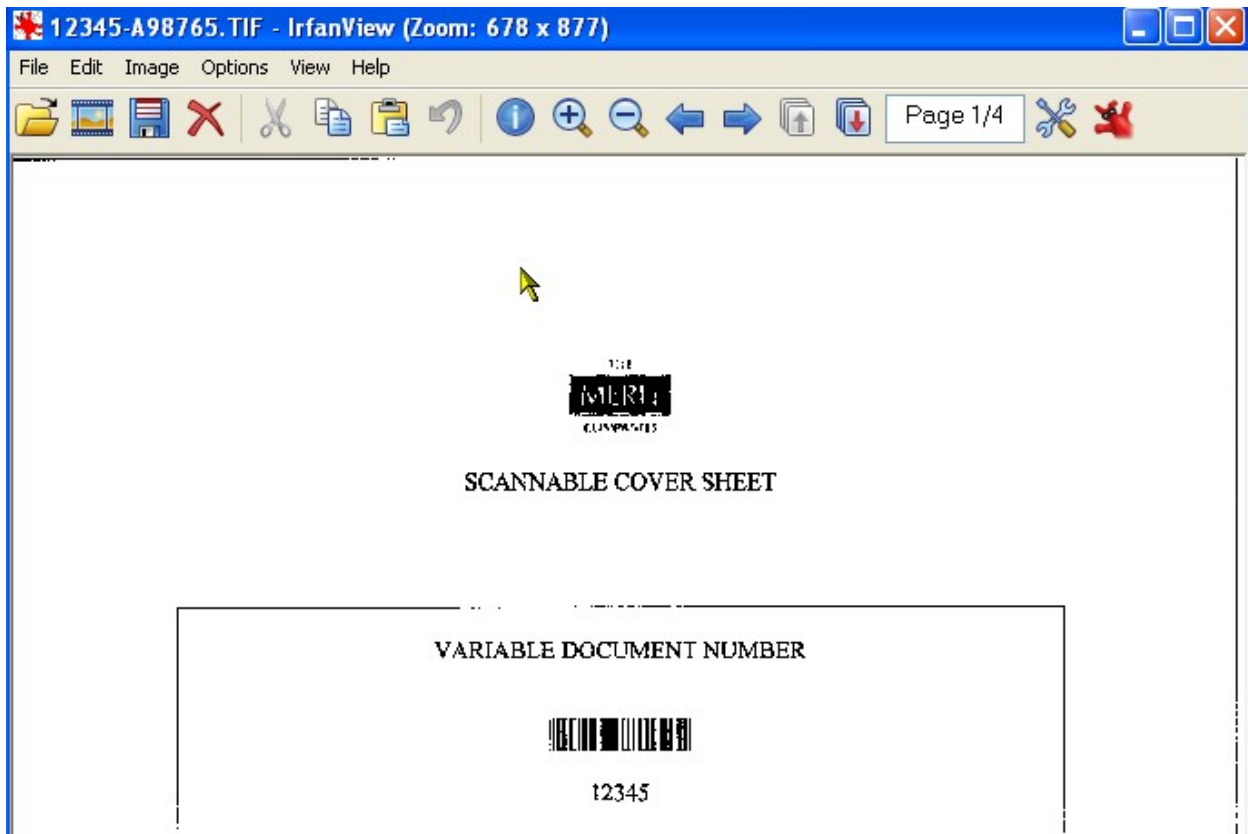 12345-A98765.TIF - IrfanView (Zoom: 678 x 877)
File Edit Image Options View Help
Page 1/4
SCANNABLE COVER SHEET
VARIABLE DOCUMENT NUMBER
12345